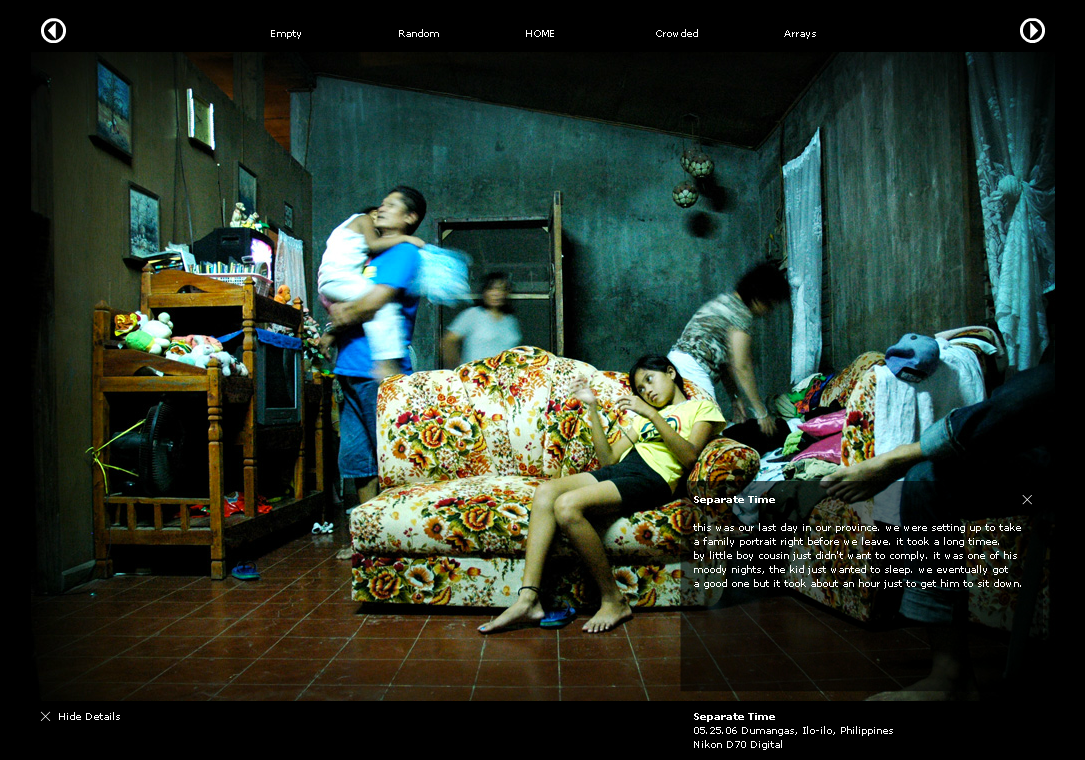 Empty
Random
HOME
Crowded
Arrays
Separate Time
this was our last day in our province. we were setting up to take
a family portrait right before we leave. it took a long timee.
by little boy cousin just didn't want to comply. it was one of his
moody nights, the kid just wanted to sleep. we eventually got
a good one but it took about an hour just to get him to sit down.
Hide Details
Separate Time
05.25.06 Dumangas, Ilo-ilo, Philippines
Nikon D70 Digital